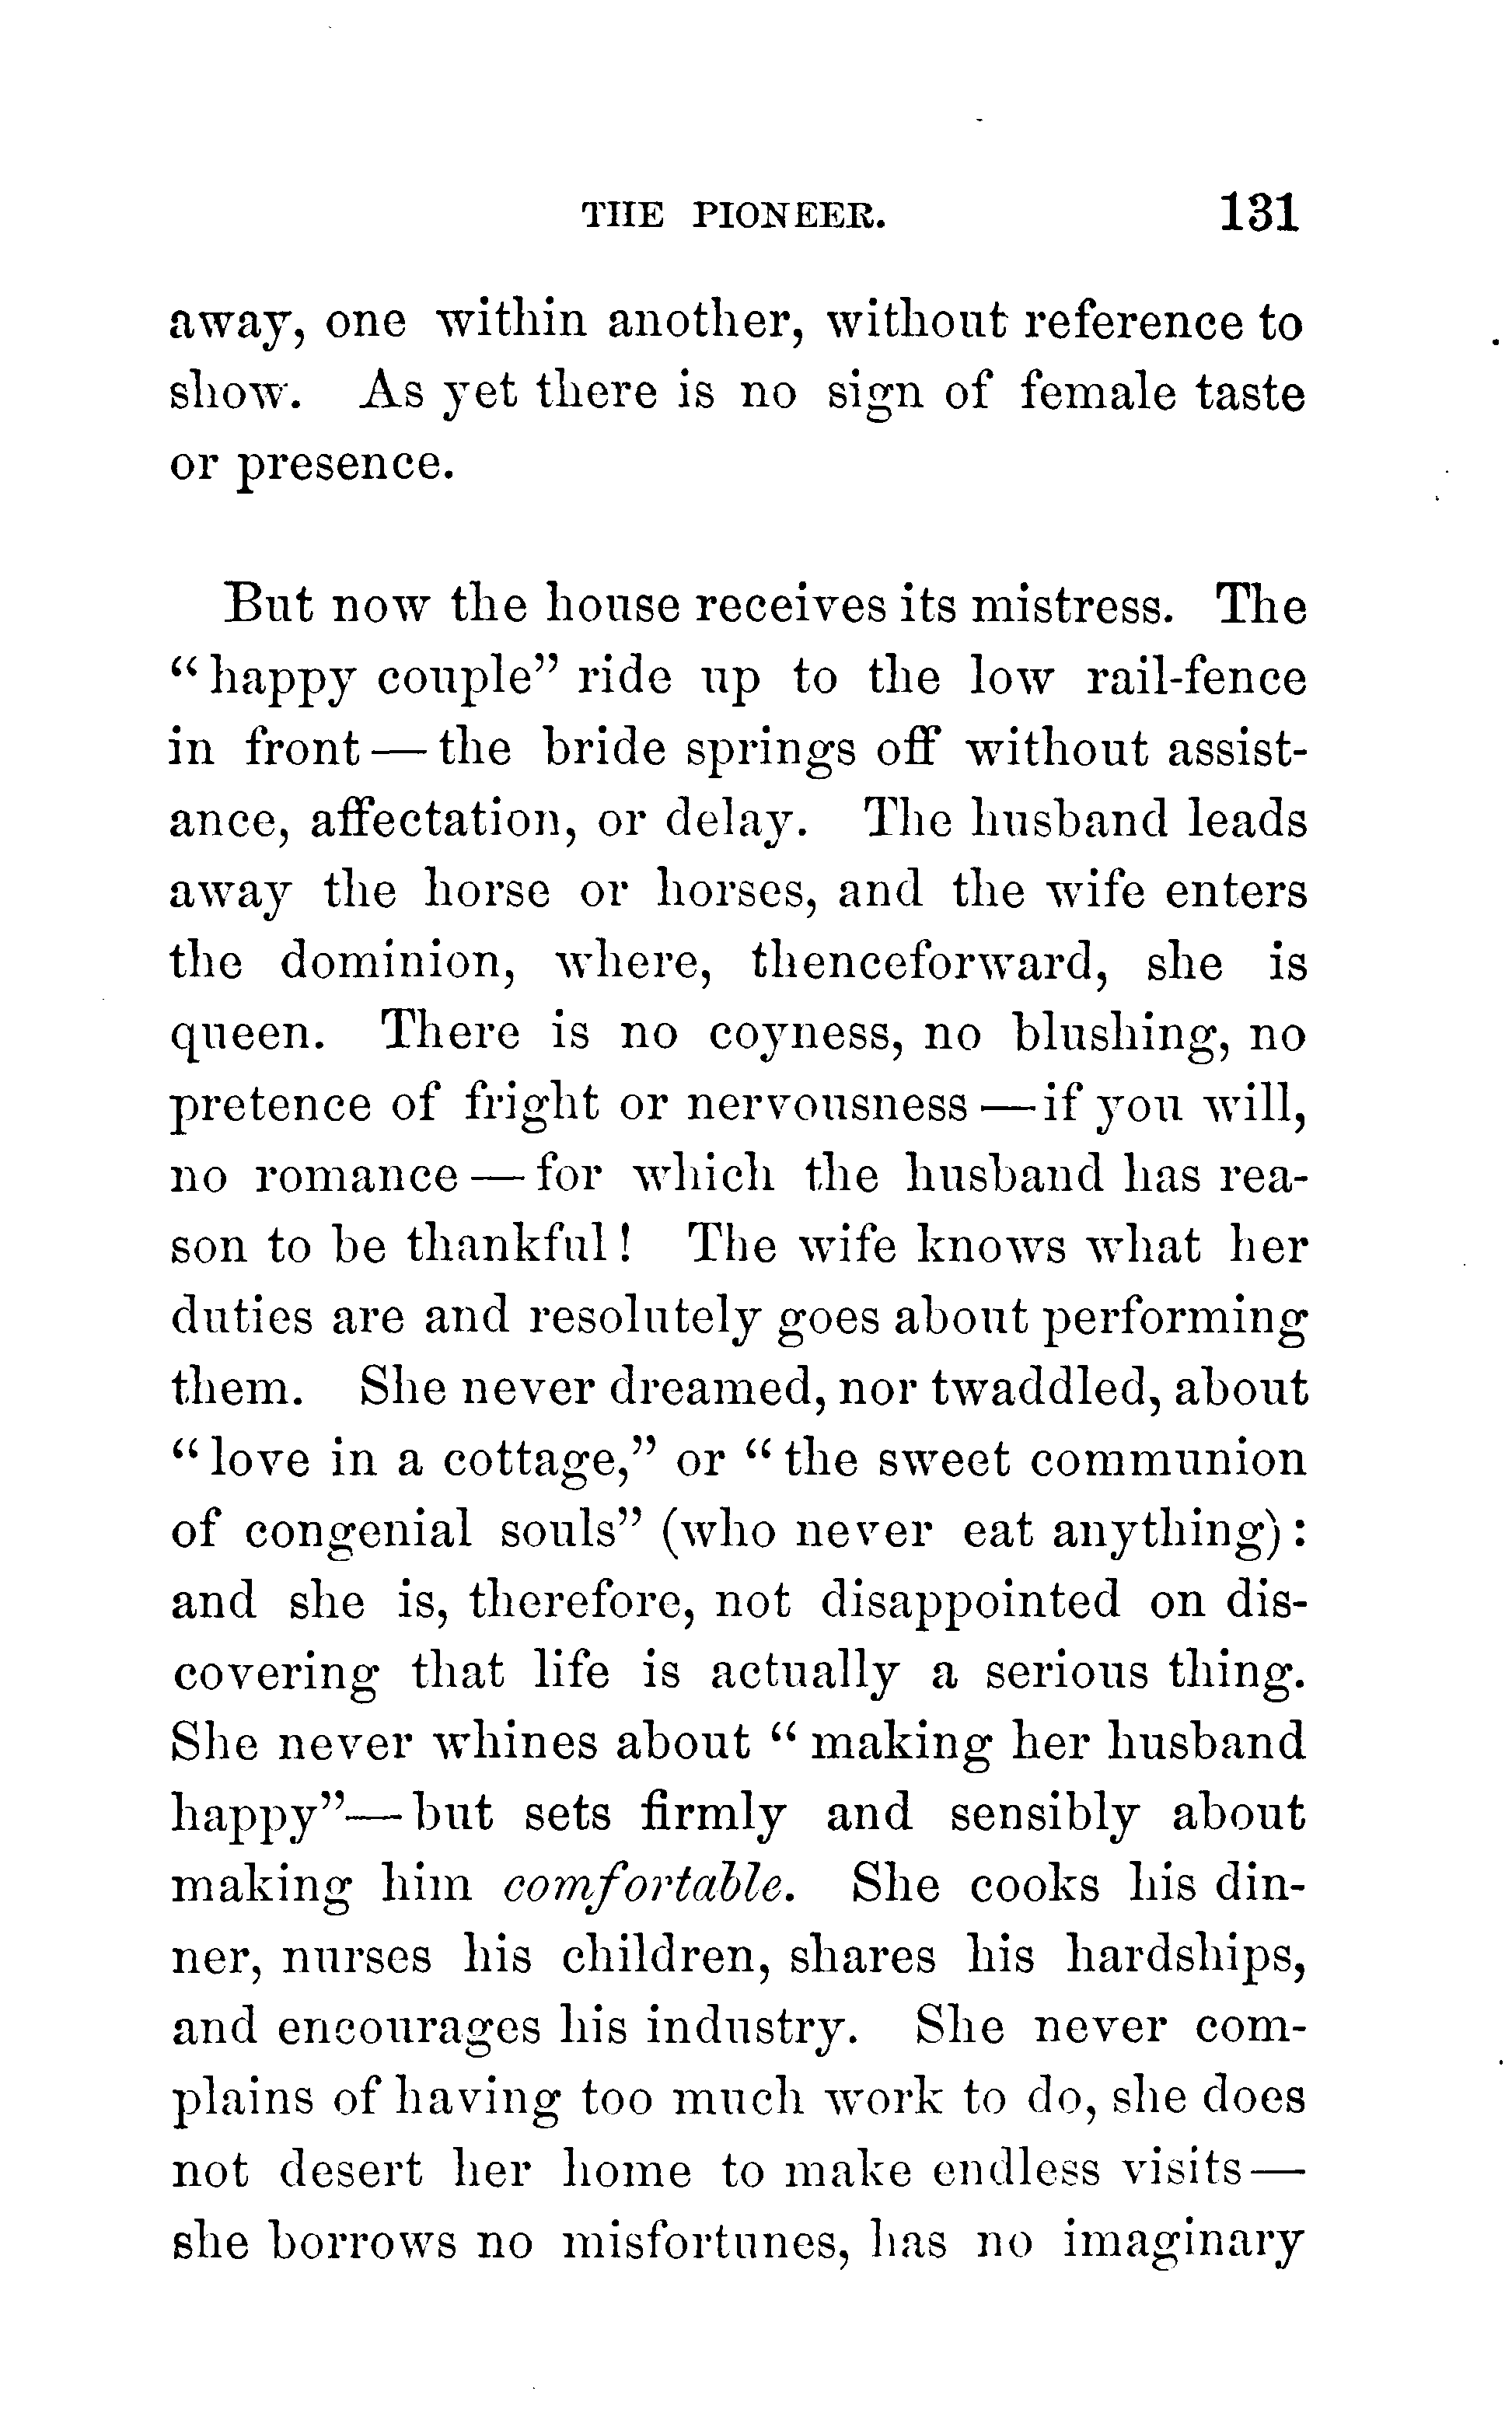 THE PIONEER. 131
away, one within another, without reference to
show. As yet there is no sign of female taste
or presence.
But now the house receives its mistress. The
“happy couple” ride up to the low rail-fence
in front — the bride springs off without assist-
ance, affectation, or delay. The husband leads
away the horse or horses, and the wife enters
the dominion, where, thenceforward, she is
queen. There is no coyness, no blushing, no
pretence of fright or nervousness — if you will,
no romance — for which the husband has rea-
son to be thankful! The wife knows what her
duties are and resolutely goes about performing
them. She never dreamed, nor twaddled, about
“love in a cottage,” or “the sweet communion
of congenial souls” (who never eat anything):
and she is, therefore, not disappointed on dis-
covering that life is actually a serious thing.
She never whines about “making her husband
happy”— but sets firmly and sensibly about
making him comfortable. She cooks his din-
ner, nurses his children, shares his hardships,
and encourages his industry. She never com-
plains of having too much work to do, she does
not desert her home to make endless visits —
she borrows no misfortunes, has no imaginary